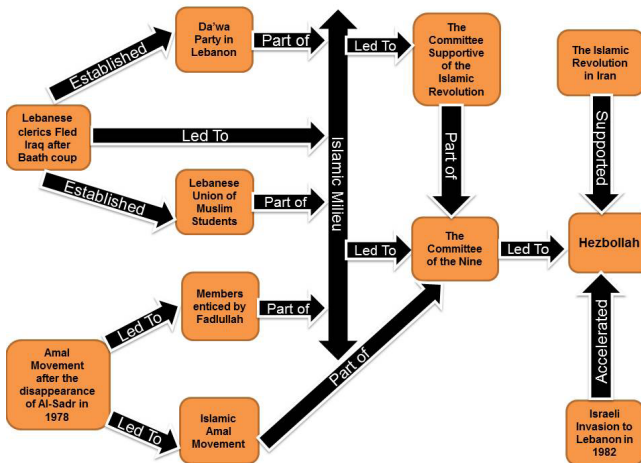 Da'wa
Party in
Lebanon
Established
Part of
Led To
The
Committee
Supportive
of the
Islamic
Revolution
The Islamic
Revolution in
Iran
Lebanese
clerics Fled
Iraq after
Baath coup
Led To
Islamic Milieu
Part of
Supported
Established
Lebanese
Union of
Muslim
Students
Part of
Led To
The
Committee
of the Nine
Led To
Hezbollah
Members
enticed by
Fadlullah
Part of
Led To
Amal
Movement
after the
disappearance
of Al-Sadr in
1978
Led To
Islamic
Amal
Movement
Part of
Accelerated
Israeli
Invasion to
Lebanon in
1982